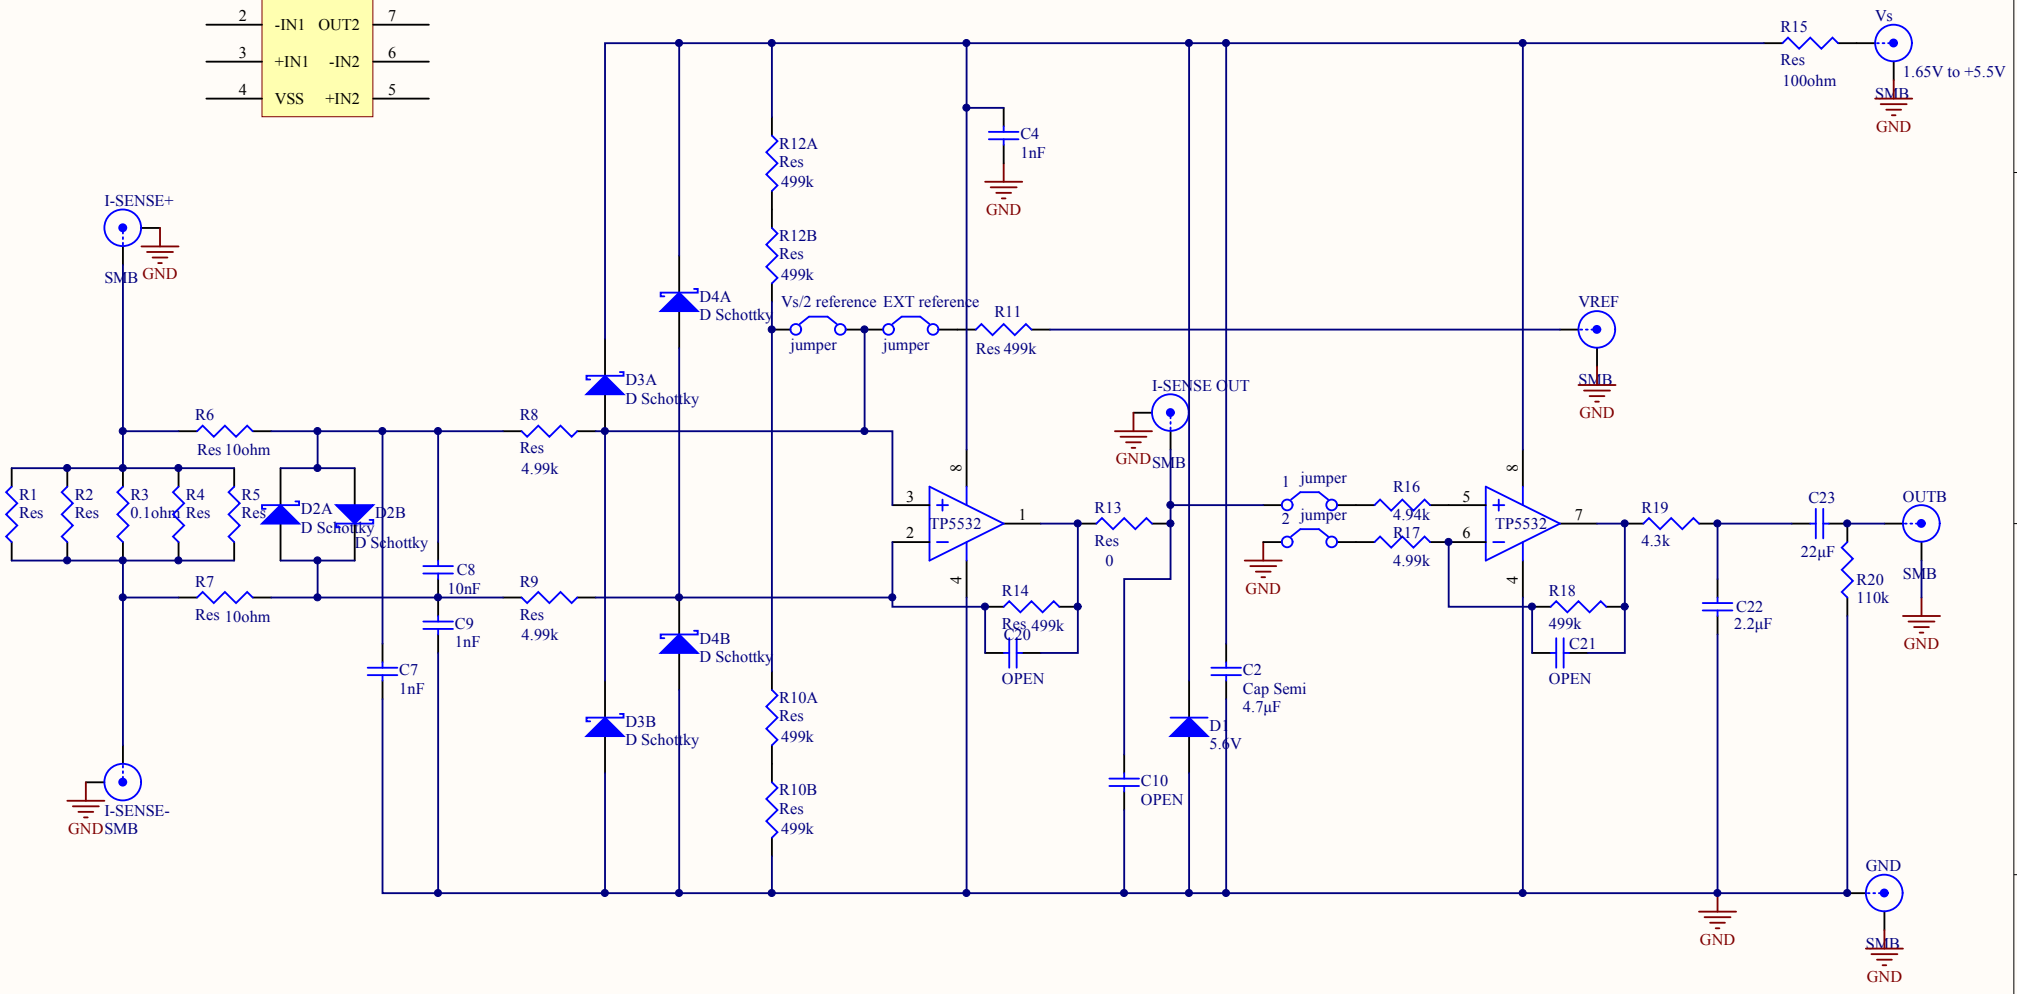 2 -IN1 OUT2 7
3 +IN1 -IN2 6
4 VSS +IN2 5
Vs
R15
Res
100ohm
1.65V to +5.5V
SMB
GND
R12A
Res
499k
C4
1nF
GND
I-SENSE+
SMB
GND
R12B
Res
499k
D4A
D Schottky
Vs/2 reference
jumper
EXT reference
jumper
R11
Res 499k
VREF
SMB
GND
D3A
D Schottky
I-SENSE OUT
GND
SMB
R6
Res 10ohm
R8
Res
4.99k
R1
Res
R2
Res
R3
0.1ohm
R4
Res
R5
Res
D2A
D Schottky
D2B
D Schottky
8
3
2
TP5532
1
4
R13
Res
0
1 jumper
2 jumper
GND
R16
4.94k
R17
4.99k
8
5
6
TP5532
7
4
R19
4.3k
C23
22µF
OUTB
SMB
GND
R20
110k
C22
2.2µF
R7
Res 10ohm
C8
10nF
C9
1nF
R9
Res
4.99k
R14
Res 499k
C20
OPEN
R18
499k
C21
OPEN
D4B
D Schottky
C7
1nF
D3B
D Schottky
R10A
Res
499k
R10B
Res
499k
C2
Cap Semi
4.7µF
D1
5.6V
C10
OPEN
I-SENSE-
GND
SMB
GND
GND
SMB
GND